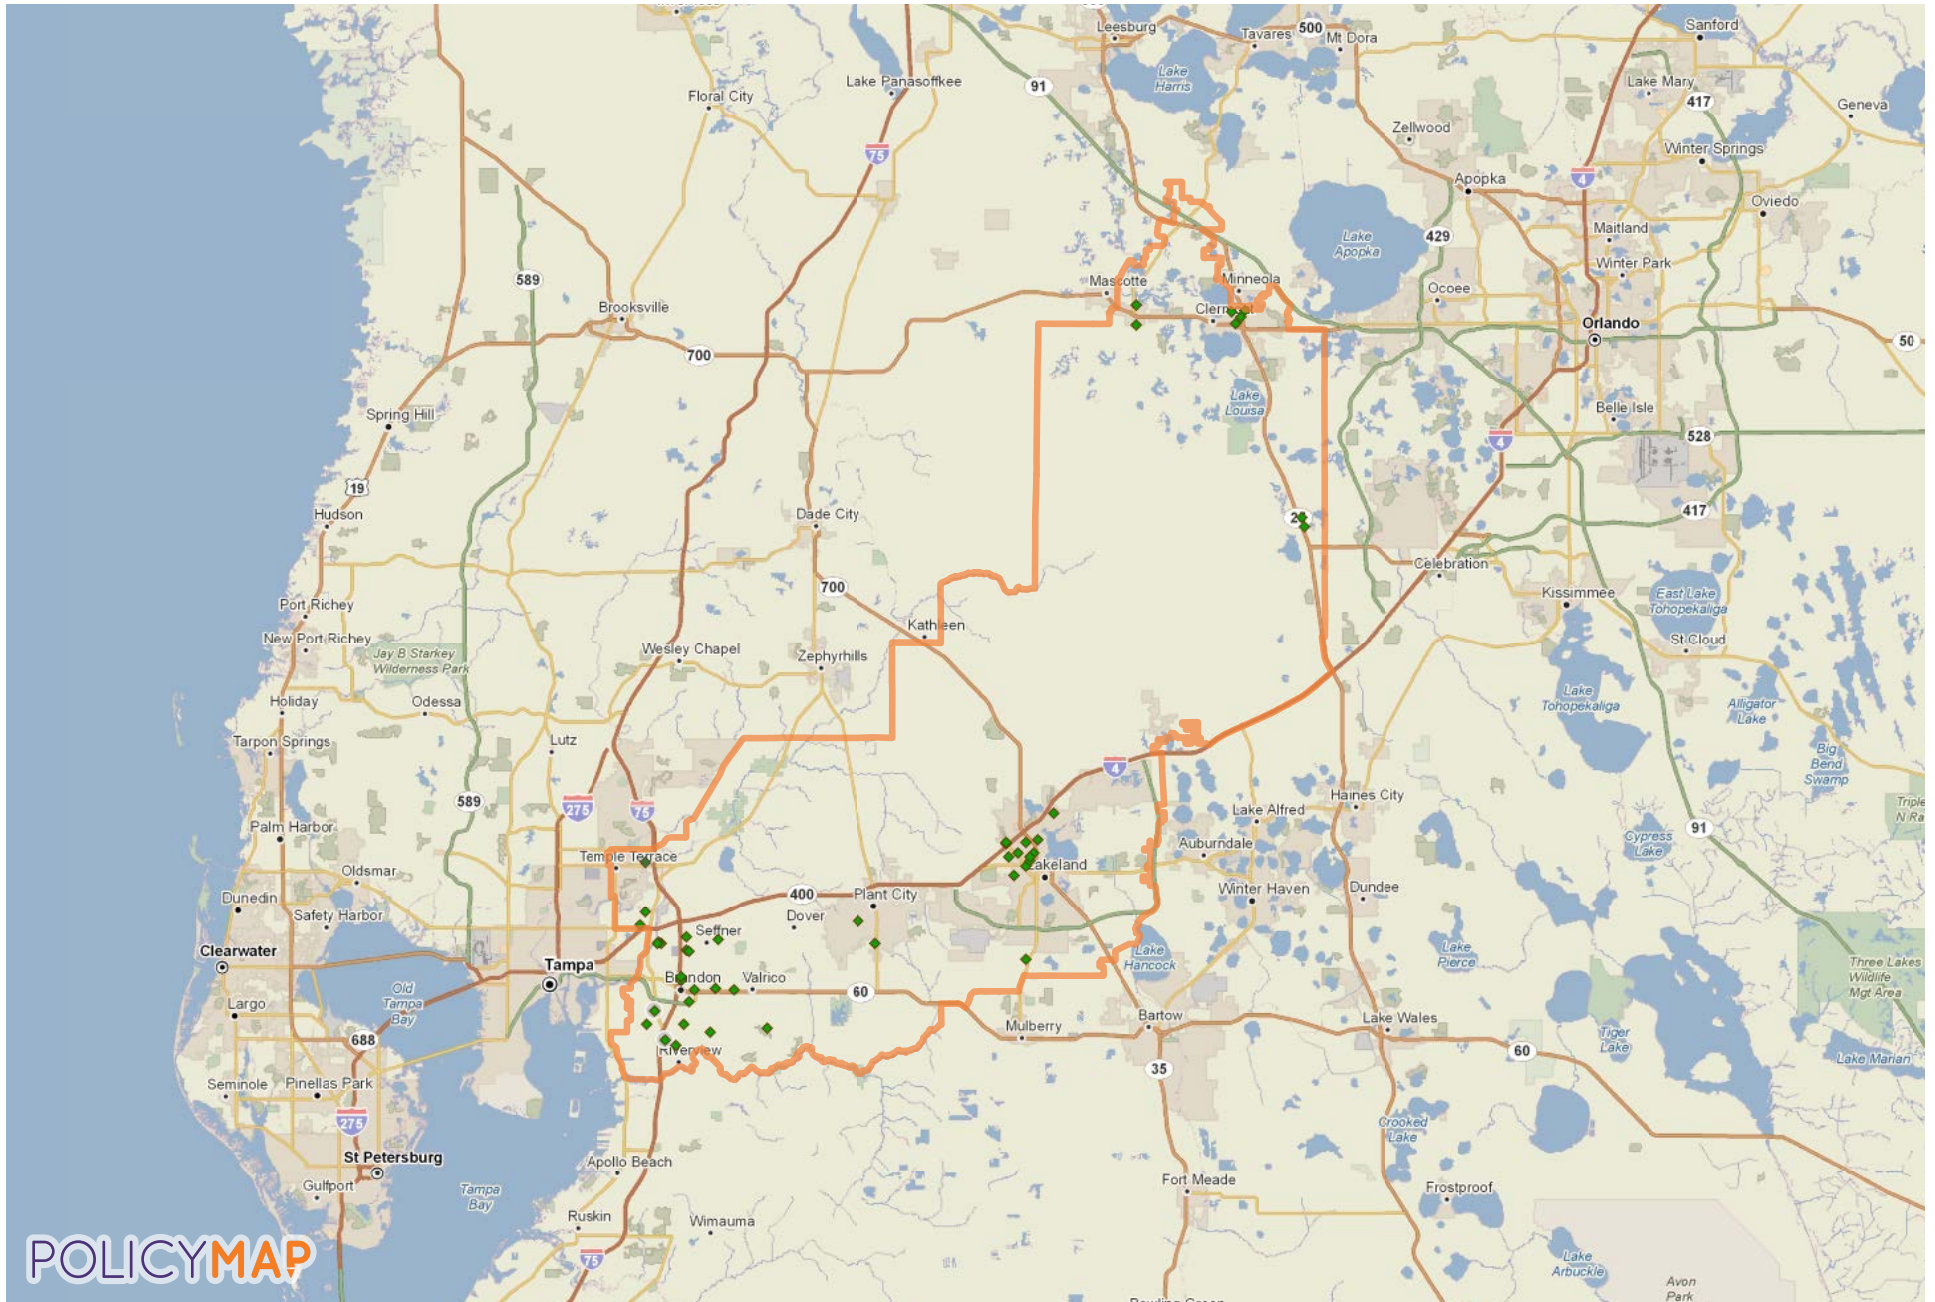 Leesburg
Tavares
500
Mt Dora
Sanford
Lake Panasoffkee
Floral City
91
Lake
Harris
Lake Mary
417
Geneva
Zellwood
Winter Springs
75
4
Apopka
Oviedo
Lake
Apopka
429
Maitland
Winter Park
589
Mascotte
Minneola
Ocoee
Brooksville
Clermont
Orlando
50
700
Spring Hill
Lake
Louisa
Belle Isle
4
528
19
Hudson
Dade City
417
Celebration
700
Kissimmee
East Lake
Tohopekaliga
Port Richey
Kathleen
New Port Richey
Jay B Starkey
Wilderness Park
Wesley Chapel
Zephyrhills
St Cloud
Holiday
Odessa
Lake
Tohopekaliga
Alligator
Lake
Tarpon Springs
Lutz
Big
Bend
Swamp
4
589
275
75
Lake Alfred
Haines City
Palm Harbor
91
Cypress
Lake
Temple Terrace
Auburndale
Oldsmar
Lakeland
Dunedin
400
Plant City
Winter Haven
Dundee
Safety Harbor
Dover
Seffner
Clearwater
Tampa
Lake
Hancock
Lake
Pierce
Three Lakes
Wildlife
Mgt Area
Brandon
Valrico
60
Largo
Old
Tampa
Bay
Mulberry
Bartow
Lake Wales
688
Riverview
60
Tiger
Lake
Lake Marian
35
Seminole
Pinellas Park
275
Crooked
Lake
St Petersburg
Apollo Beach
Gulfport
Tampa
Bay
Fort Meade
Frostproof
Ruskin
Wimauma
75
Lake
Arbuckle
Avon
Park
POLICYMAP